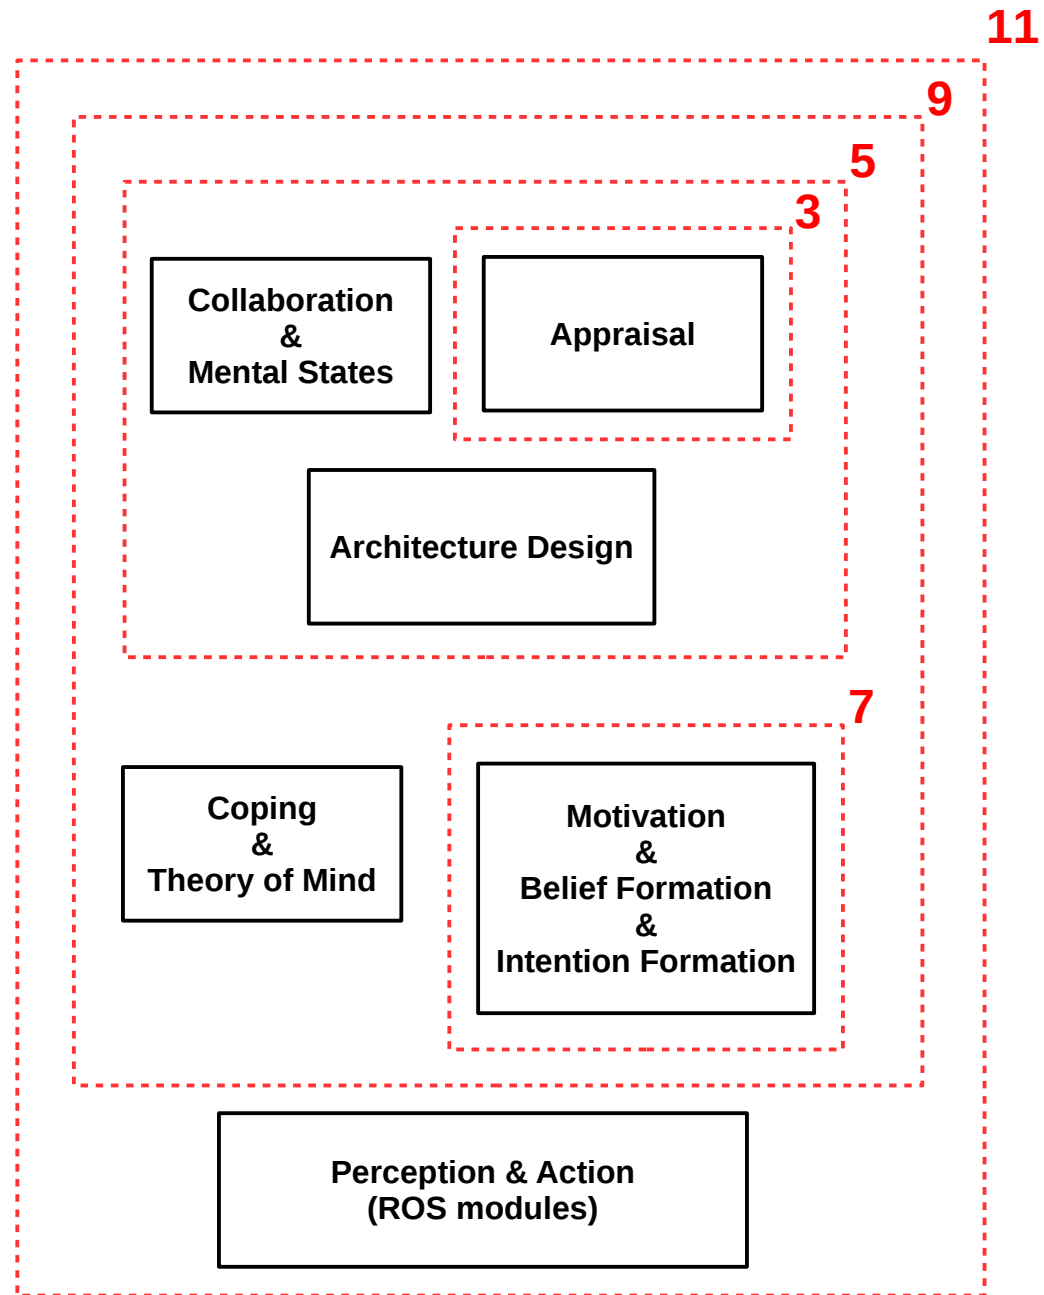 11
9
5
3
Collaboration
&
Mental States
Appraisal
Architecture Design
7
Coping
&
Theory of Mind
Motivation
&
Belief Formation
&
Intention Formation
Perception & Action
(ROS modules)